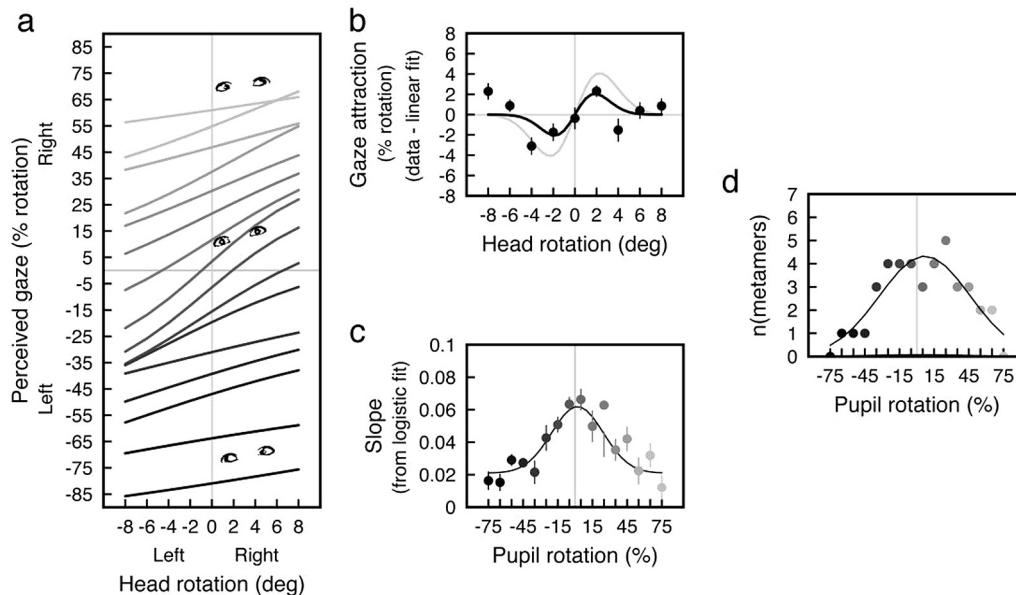 a
Perceived gaze (% rotation)
Left
Right
85
75
65
55
45
35
25
15
5
-5
-15
-25
-35
-45
-55
-65
-75
-85
-8 -6 -4 -2 0 2 4 6 8
Left Right
Head rotation (deg)
b
Gaze attraction
(% rotation)
(data - linear fit)
8
6
4
2
0
-2
-4
-6
-8
-8 -6 -4 -2 0 2 4 6 8
Head rotation (deg)
c
Slope
(from logistic fit)
0.1
0.08
0.06
0.04
0.02
0
-75 -45 -15 15 45 75
Pupil rotation (%)
d
n(metamers)
7
6
5
4
3
2
1
0
-75 -45 -15 15 45 75
Pupil rotation (%)